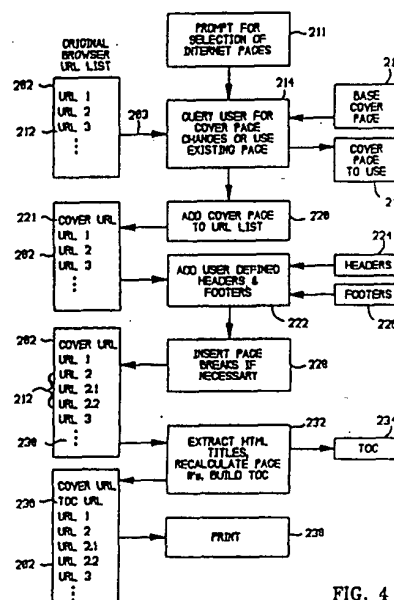 ORIGINAL
BROWSER
URL LIST
202
URL 1
URL 2
212
URL 3
203
PROMPT FOR
SELECTION OF
INTERNET PAGES
211
214
QUERY USER FOR
COVER PAGE
CHANGES OR USE
EXISTING PAGE
BASE
COVER
PAGE
COVER
PAGE
TO USE
221
COVER URL
URL 1
202
URL 2
URL 3
ADD COVER PAGE
TO URL LIST
220
ADD USER DEFINED
HEADERS &
FOOTERS
222
224
HEADERS
FOOTERS
202
COVER URL
URL 1
URL 2
212
URL 2.1
URL 2.2
URL 3
230
INSERT PAGE
BREAKS IF
NECESSARY
228
232
EXTRACT HTML
TITLES,
RECALCULATE PAGE
#'s, BUILD TOC
234
TOC
COVER URL
TOC URL
URL 1
URL 2
URL 2.1
202
URL 2.2
URL 3
PRINT
FIG. 4